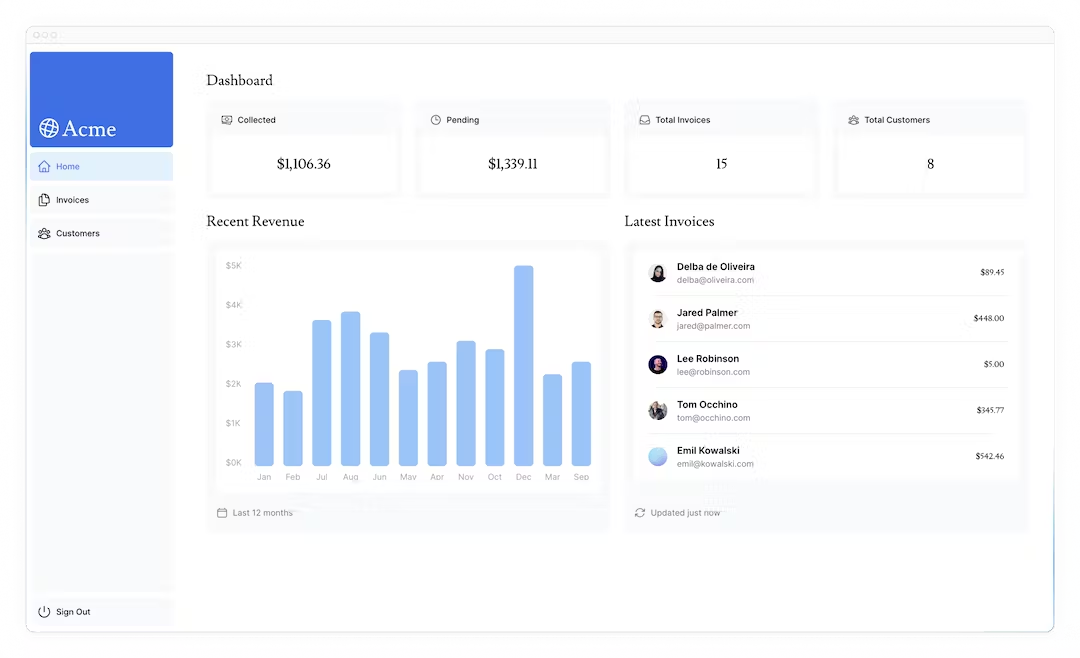 Acme
Home
Invoices
Customers
Sign Out
Dashboard
Collected
$1,106.36
Pending
$1,339.11
Total Invoices
15
Total Customers
8
Recent Revenue
$5K
$4K
$3K
$2K
$1K
$0K
Jan Feb Jul Aug Jun May Apr Nov Oct Dec Mar Sep
Last 12 months
Latest Invoices
Delba de Oliveira
delba@oliveira.com
$89.45
Jared Palmer
jared@palmer.com
$448.00
Lee Robinson
lee@robinson.com
$5.00
Tom Occhino
tom@occhino.com
$345.77
Emil Kowalski
emil@kowalski.com
$542.46
Updated just now